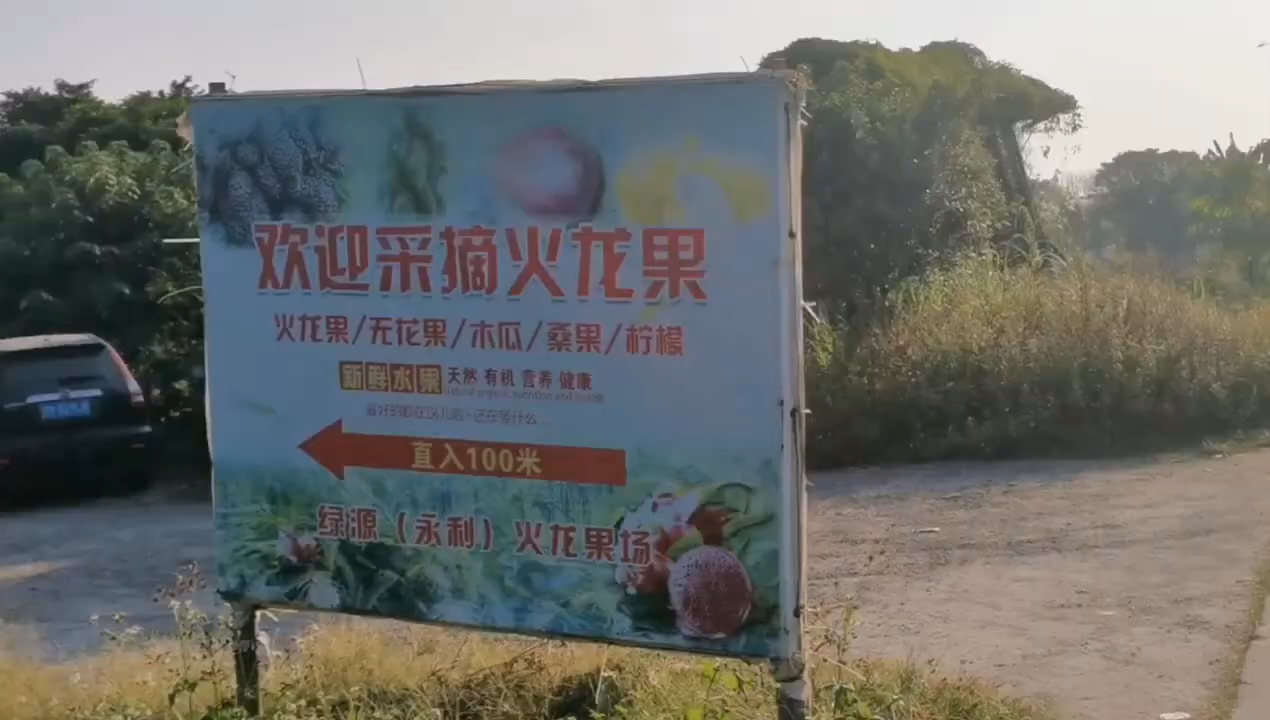 欢迎采摘火龙果
火龙果/无花果/木瓜/桑果/柠檬
新鲜水果 天然 有机 营养 健康
直入100米
绿源（永利）火龙果场